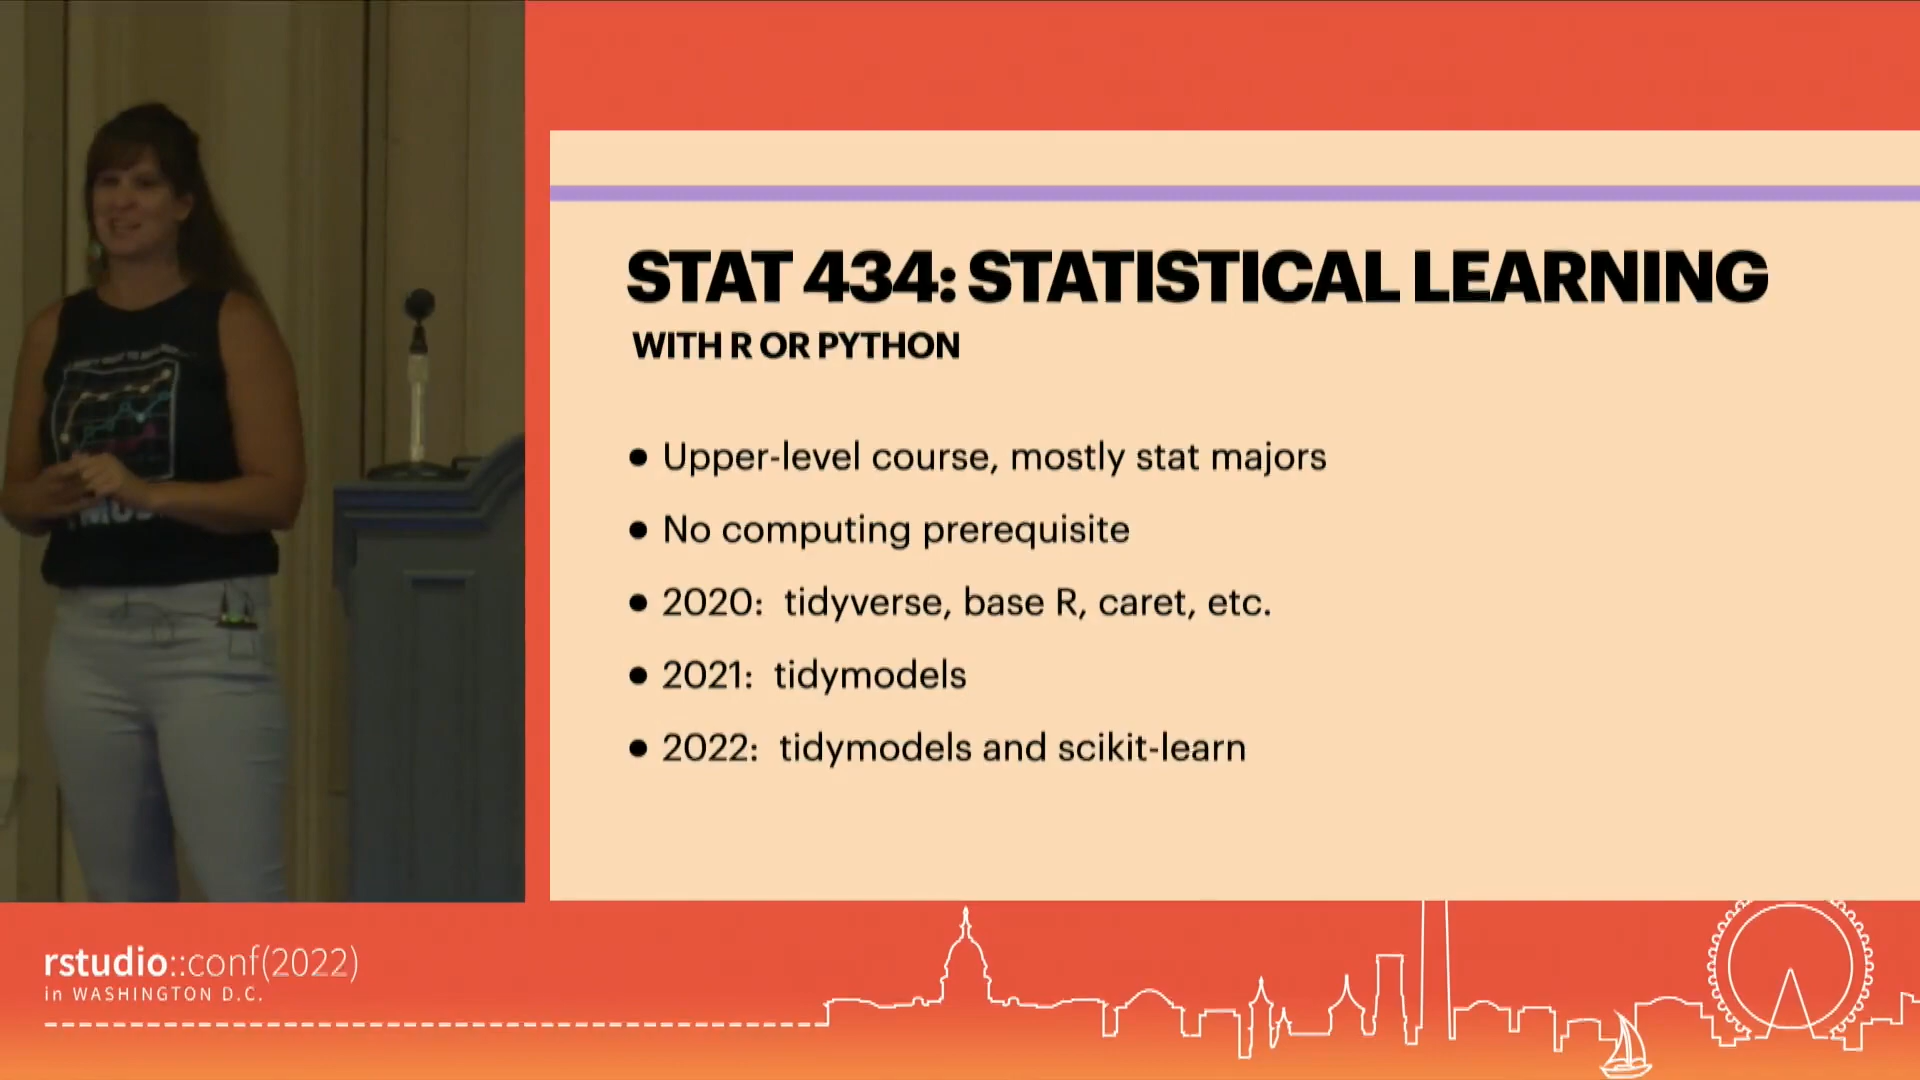 STAT 434: STATISTICAL LEARNING
WITH R OR PYTHON
● Upper-level course, mostly stat majors
● No computing prerequisite
● 2020: tidyverse, base R, caret, etc.
● 2021: tidymodels
● 2022: tidymodels and scikit-learn
rstudio::conf(2022)
in WASHINGTON D.C.